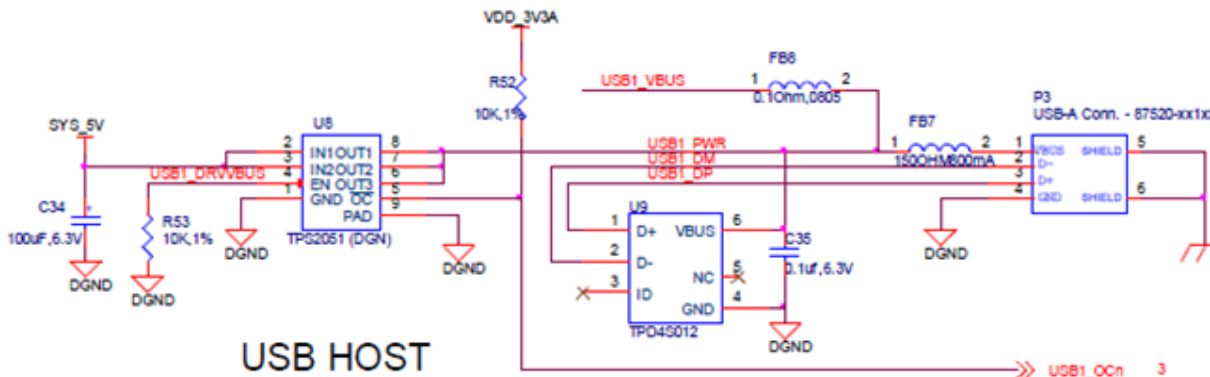 VDD_3V3A
FB8
USB1_VBUS
1
2
0.1Ohm,0805
R52
10K,1%
P3
USB-A Conn. - 87520-xx1xx
SYS_5V
U8
FB7
2 IN1 OUT1 8
3 IN2 OUT2 7
4 EN OUT3 6
1 GND OC 5
PAD 9
TPS2051 (DGN)
USB1_DRVVBUS
USB1_PWR
USB1_DM
USB1_DP
1
2
150OHM800mA
1 VBUS SHIELD 5
2 D-
3 D+
4 GND SHIELD 6
C34
+
100uF,6.3V
R53
10K,1%
DGND
DGND
DGND
DGND
U9
1 D+ VBUS 6
2 D- NC 5
3 ID GND 4
TPD4S012
C35
0.1uf,6.3V
DGND
DGND
USB HOST
USB1_OCn 3